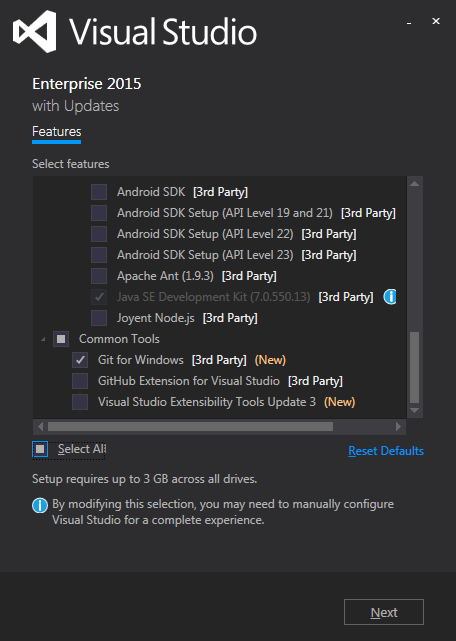 Visual Studio
Enterprise 2015
with Updates
Features
Select features
Android SDK [3rd Party]
Android SDK Setup (API Level 19 and 21) [3rd Party]
Android SDK Setup (API Level 22) [3rd Party]
Android SDK Setup (API Level 23) [3rd Party]
Apache Ant (1.9.3) [3rd Party]
Java SE Development Kit (7.0.550.13) [3rd Party]
Joyent Node.js [3rd Party]
Common Tools
Git for Windows [3rd Party] (New)
GitHub Extension for Visual Studio [3rd Party]
Visual Studio Extensibility Tools Update 3 (New)
Select All Reset Defaults
Setup requires up to 3 GB across all drives.
By modifying this selection, you may need to manually configure
Visual Studio for a complete experience.
Next